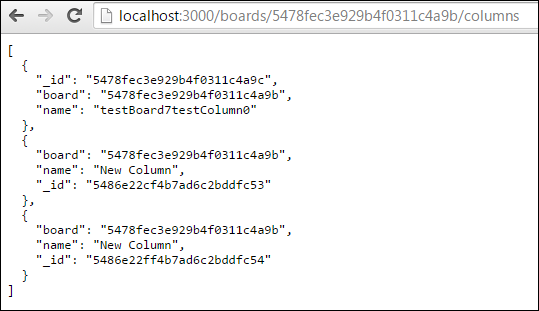 localhost:3000/boards/5478fec3e929b4f0311c4a9b/columns
[
  {
    "_id": "5478fec3e929b4f0311c4a9c",
    "board": "5478fec3e929b4f0311c4a9b",
    "name": "testBoard7testColumn0"
  },
  {
    "board": "5478fec3e929b4f0311c4a9b",
    "name": "New Column",
    "_id": "5486e22cf4b7ad6c2bddfc53"
  },
  {
    "board": "5478fec3e929b4f0311c4a9b",
    "name": "New Column",
    "_id": "5486e22ff4b7ad6c2bddfc54"
  }
]